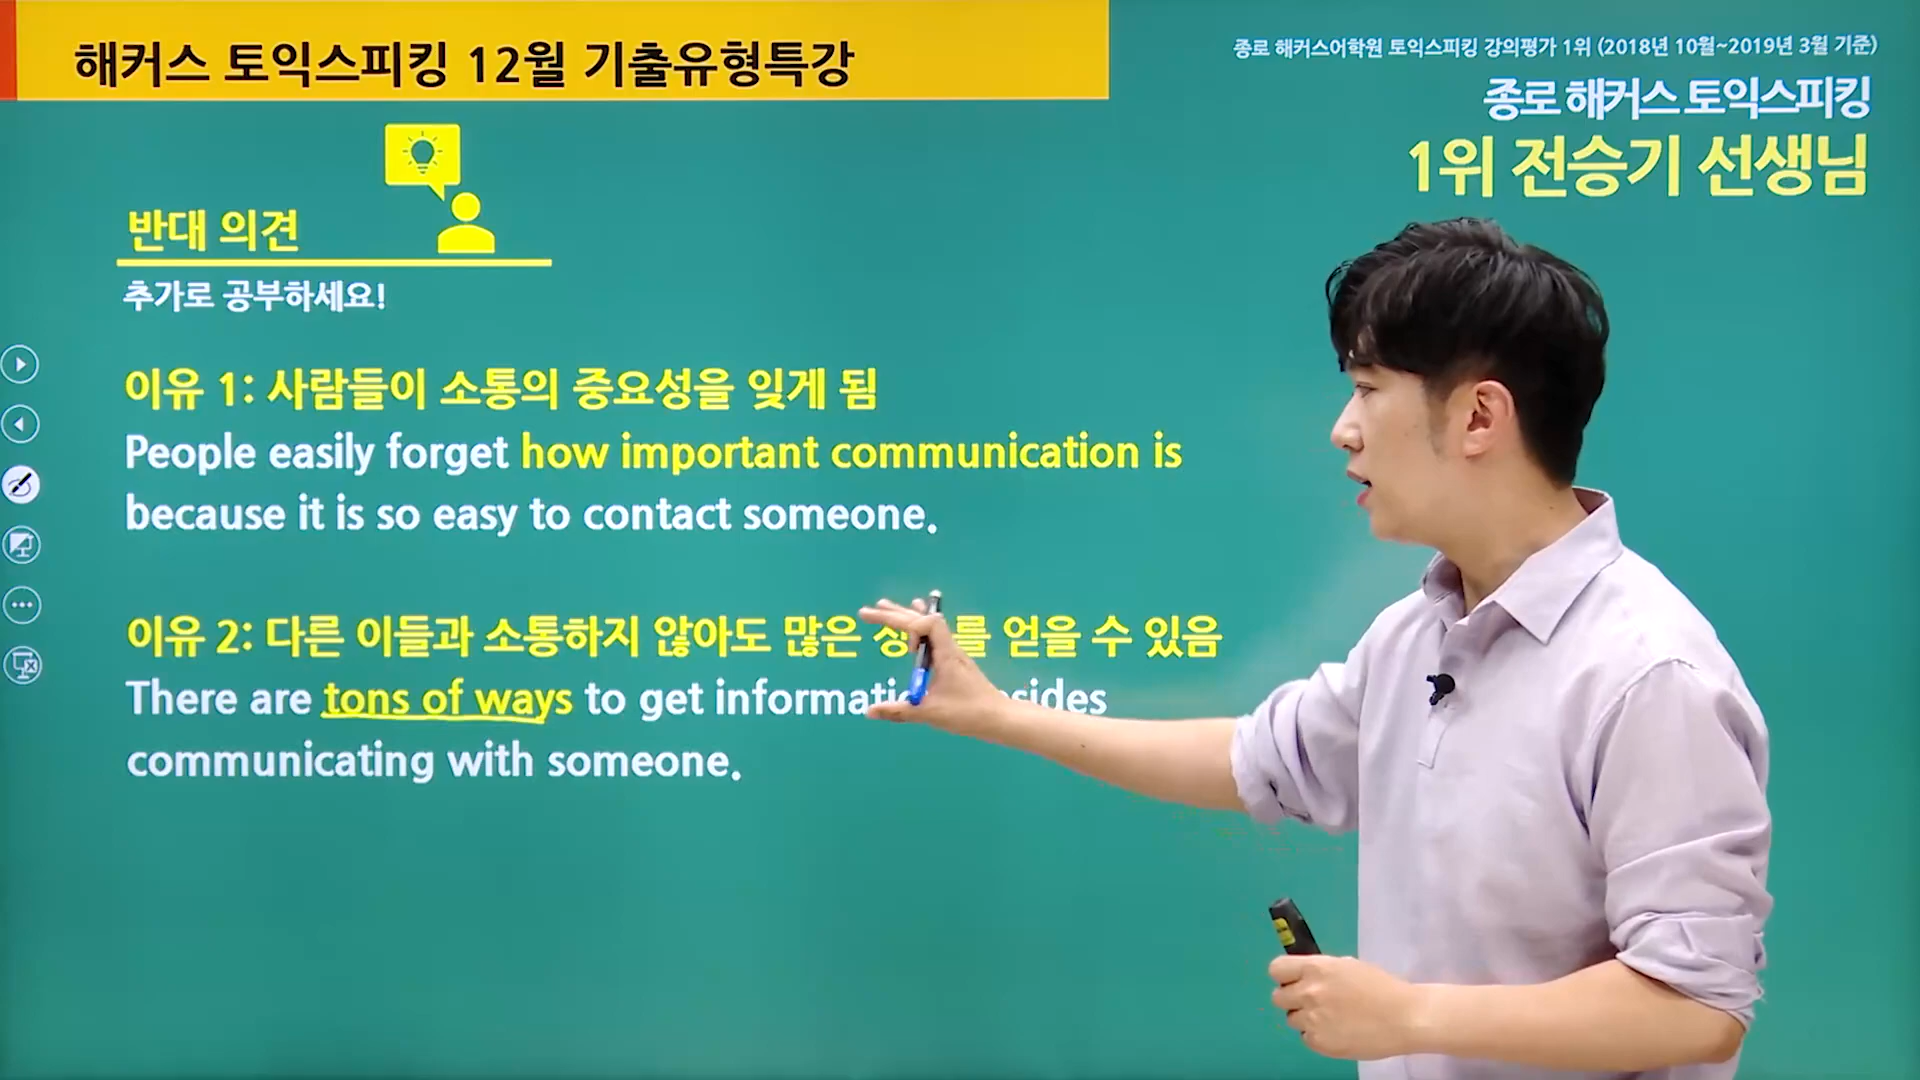 해커스 토익스피킹 12월 기출유형특강
종로 해커스어학원 토익스피킹 강의평가 1위 (2018년 10월~2019년 3월 기준)
종로 해커스 토익스피킹
1위 전승기 선생님
반대 의견
추가로 공부하세요!
이유 1: 사람들이 소통의 중요성을 잊게 됨
People easily forget how important communication is
because it is so easy to contact someone.
이유 2: 다른 이들과 소통하지 않아도 많은 를 얻을 수 있음
There are tons of ways to get
communicating with someone.